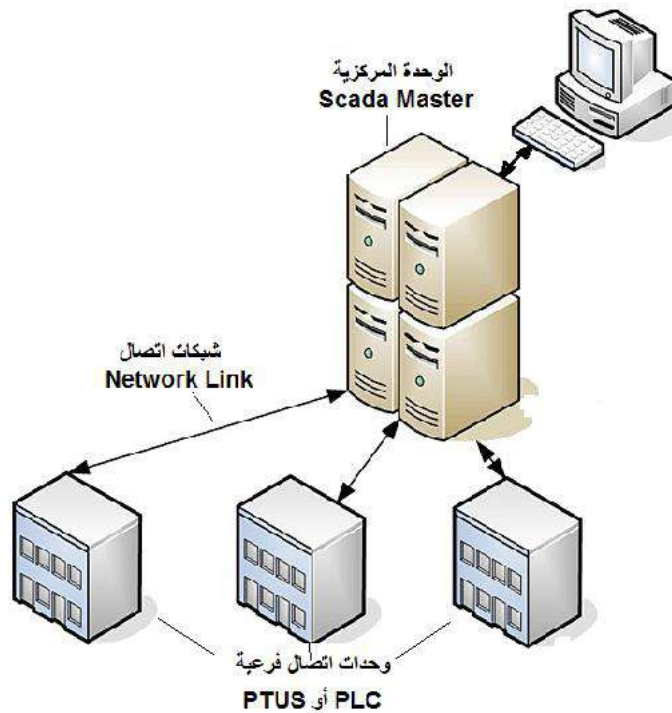 الوحدة المركزية
Scada Master
شبكات اتصال
Network Link
وحدات اتصال فرعية
PLC أو PTUS